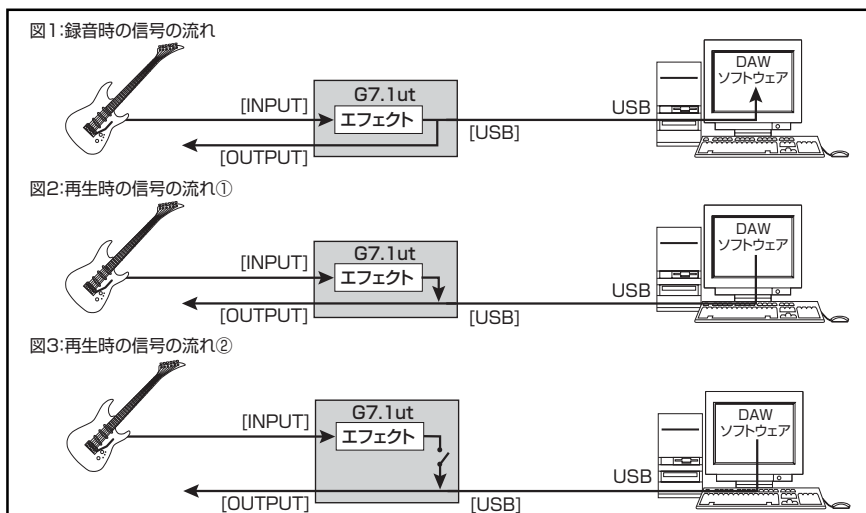 図1:録音時の信号の流れ
G7.1ut
[INPUT]
エフェクト
[OUTPUT]
[USB]
USB
DAW
ソフトウェア
図2:再生時の信号の流れ①
G7.1ut
[INPUT]
エフェクト
[OUTPUT]
[USB]
USB
DAW
ソフトウェア
図3:再生時の信号の流れ②
G7.1ut
[INPUT]
エフェクト
[OUTPUT]
[USB]
USB
DAW
ソフトウェア